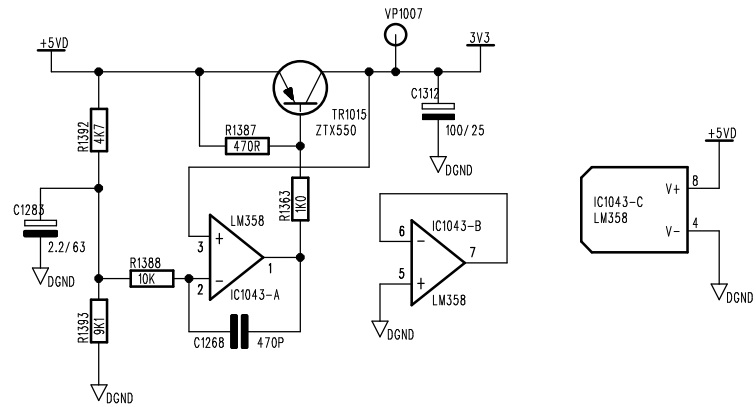 VP1007
+5VD
3V3
C1312
100/25
TR1015
ZTX550
R1387
470R
DGND
R1392
4K7
+5VD
R1363
1K0
C1283
2.2/63
LM358
3
+
1
2
-
IC1043-A
6
-
IC1043-B
7
5
+
LM358
IC1043-C
LM358
V+
8
V-
4
DGND
R1388
10K
DGND
DGND
R1393
9K1
C1268
470P
DGND